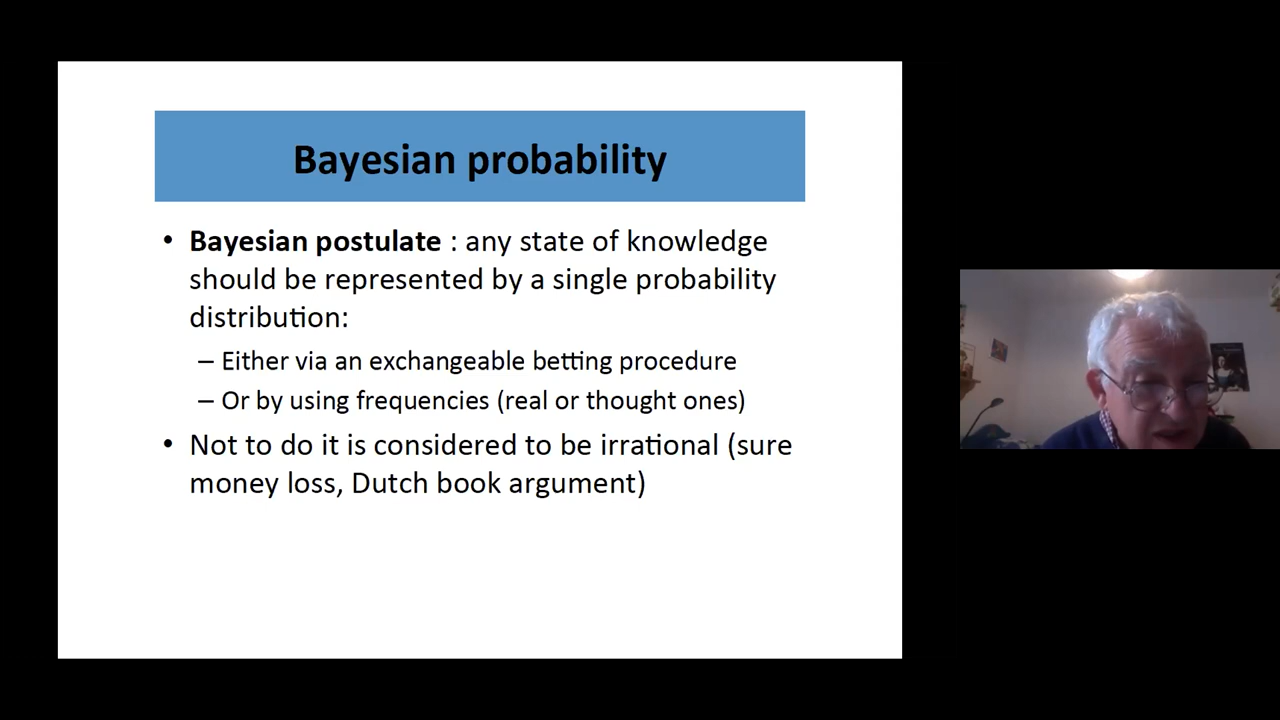 Bayesian probability
• Bayesian postulate : any state of knowledge
should be represented by a single probability
distribution:
– Either via an exchangeable betting procedure
– Or by using frequencies (real or thought ones)
• Not to do it is considered to be irrational (sure
money loss, Dutch book argument)